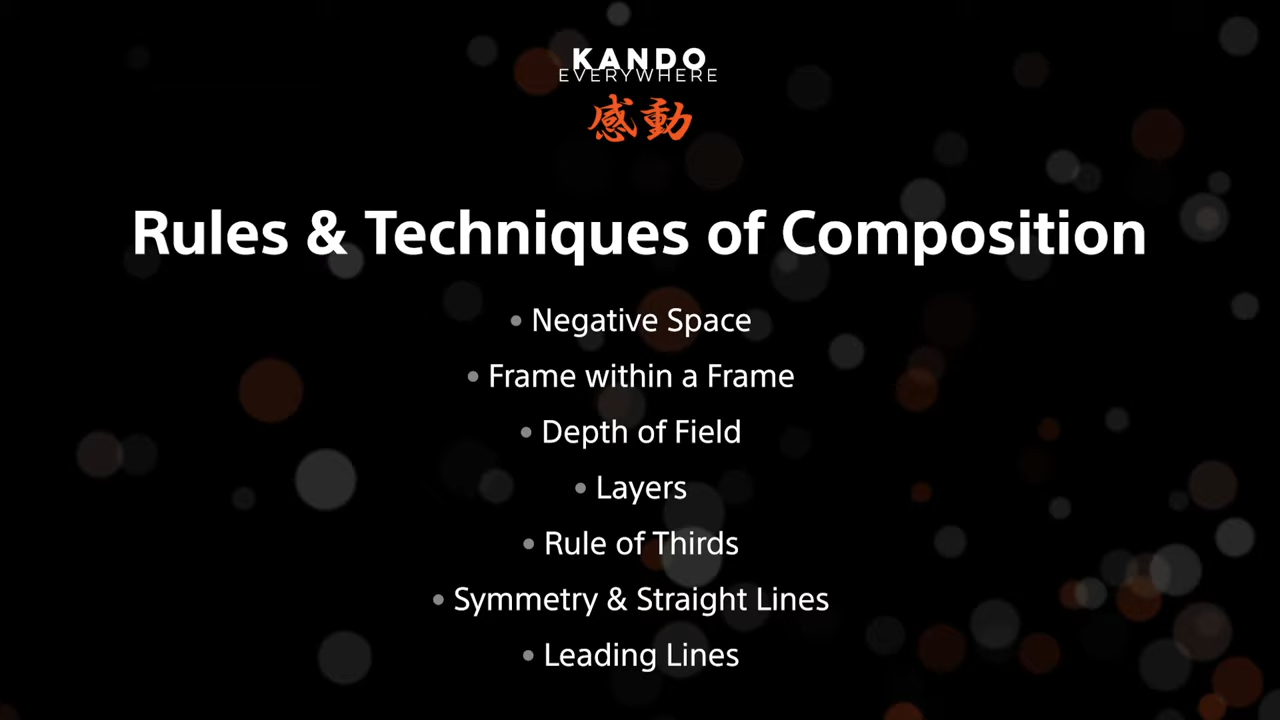 KANDO
EVERYWHERE
感動
Rules & Techniques of Composition
• Negative Space
• Frame within a Frame
• Depth of Field
• Layers
• Rule of Thirds
• Symmetry & Straight Lines
• Leading Lines